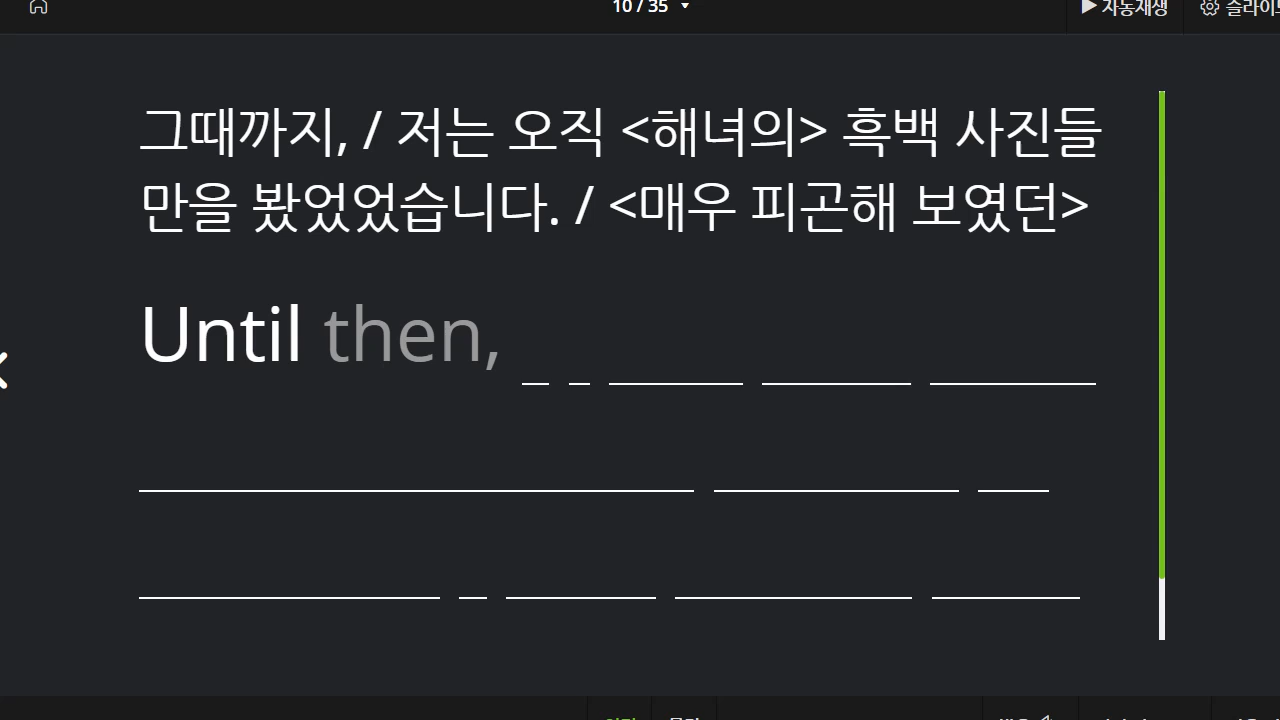 10 / 35
자동재생
그때까지, / 저는 오직 <해녀의> 흑백 사진들
만을 봤었었습니다. / <매우 피곤해 보였던>
Until then,